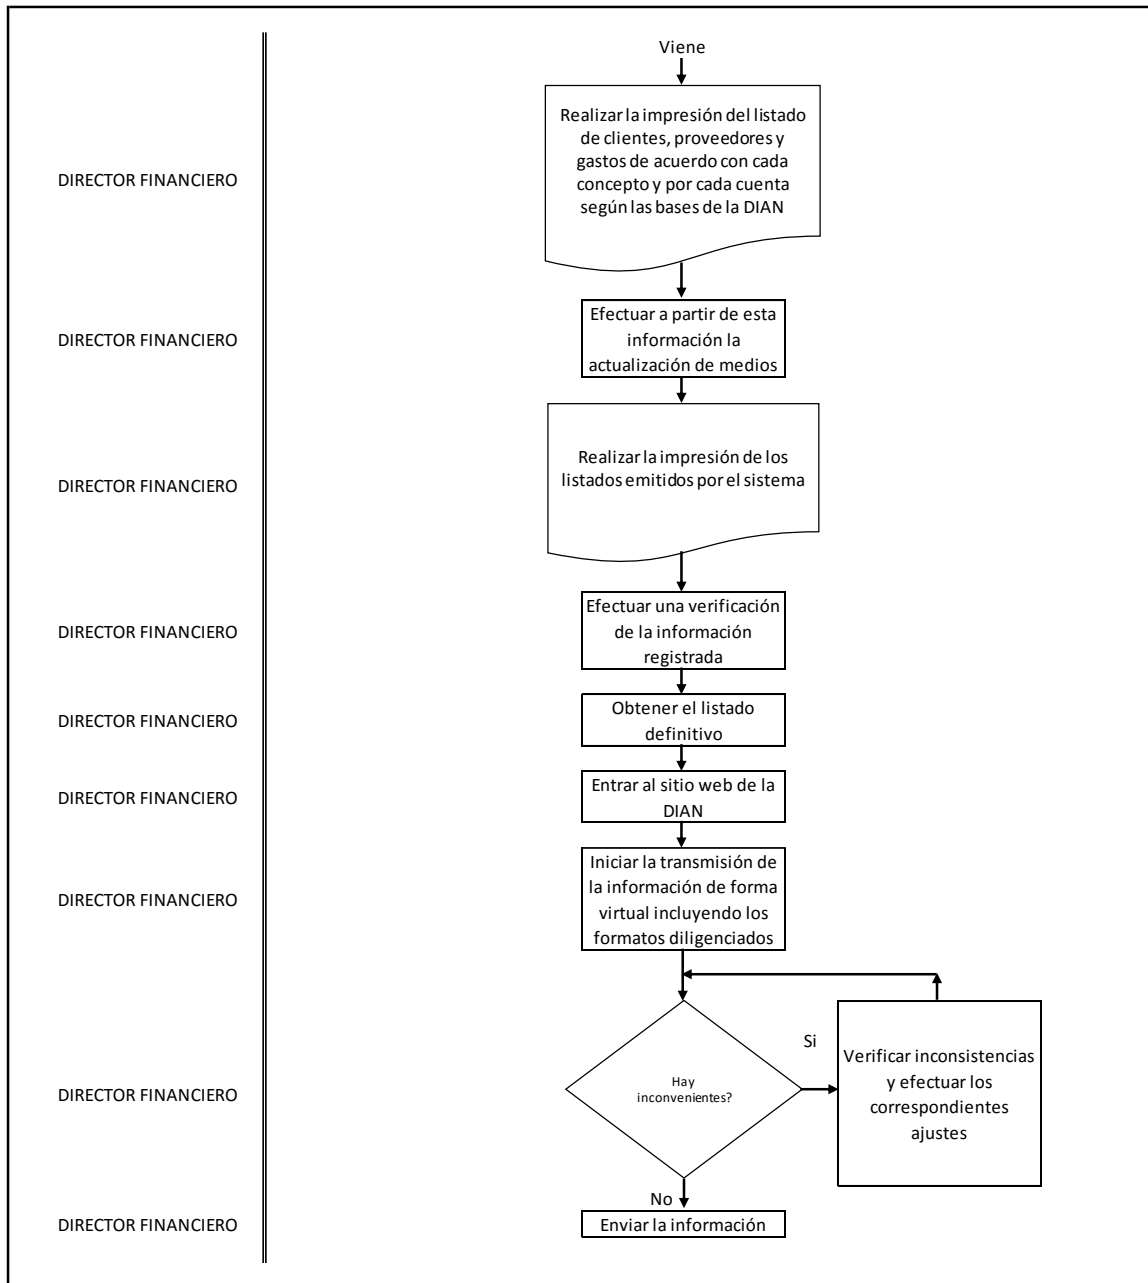 Viene
DIRECTOR FINANCIERO
Realizar la impresión del listado
de clientes, proveedores y
gastos de acuerdo con cada
concepto y por cada cuenta
según las bases de la DIAN
DIRECTOR FINANCIERO
Efectuar a partir de esta
información la
actualización de medios
DIRECTOR FINANCIERO
Realizar la impresión de los
listados emitidos por el sistema
DIRECTOR FINANCIERO
Efectuar una verificación
de la información
registrada
DIRECTOR FINANCIERO
Obtener el listado
definitivo
DIRECTOR FINANCIERO
Entrar al sitio web de la
DIAN
DIRECTOR FINANCIERO
Iniciar la transmisión de
la información de forma
virtual incluyendo los
formatos diligenciados
DIRECTOR FINANCIERO
Hay
inconvenientes?
Si
Verificar inconsistencias
y efectuar los
correspondientes
ajustes
No
DIRECTOR FINANCIERO
Enviar la información